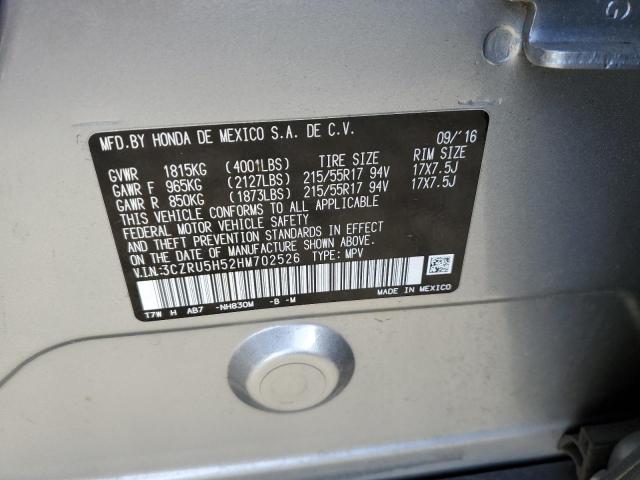 MFD.BY HONDA DE MEXICO S.A. DE C.V. 09/'16
GVWR 1815KG (4001LBS) TIRE SIZE RIM SIZE
GAWR F 965KG (2127LBS) 215/55R17 94V 17X7.5J
GAWR R 850KG (1873LBS) 215/55R17 94V 17X7.5J
THIS VEHICLE CONFORMS TO ALL APPLICABLE
FEDERAL MOTOR VEHICLE SAFETY
AND THEFT PREVENTION STANDARDS IN EFFECT
ON THE DATE OF MANUFACTURE SHOWN ABOVE.
V.I.N:3CZRU5H52HM702526 TYPE: MPV
T7W H AB7 -NH830M -B -M MADE IN MEXICO